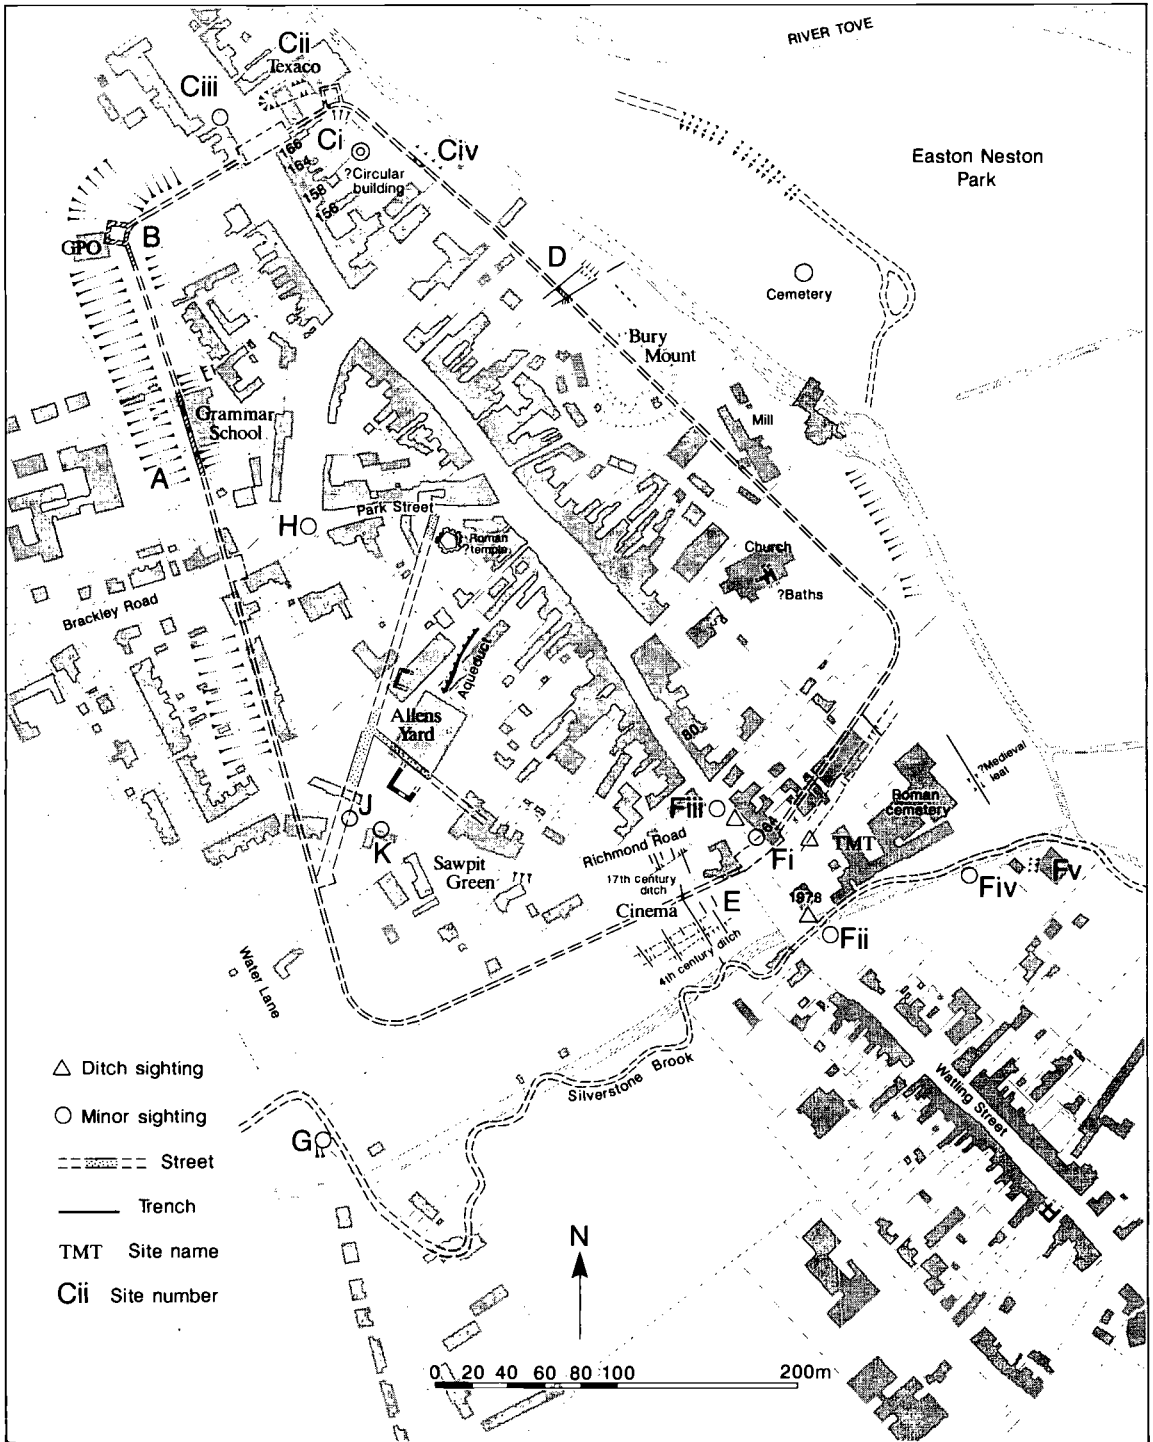 RIVER TOVE
Cii
Texaco
Ciii
Easton Neston
Park
166
164
158
156
Ci
?Circular
building
Civ
GPO
B
D
Cemetery
Bury
Mount
Grammar
School
Mill
A
H
Park Street
Roman
?temple
Church
?Baths
Brackley Road
Aqueduct
Allens
Yard
80
?Medieval
leat
Roman
cemetery
J
K
Fiii
64
Fi
TMT
Richmond Road
Sawpit
Green
17th century
ditch
Cinema
E
1978
Fiv
Fv
Fii
4th century ditch
Water Lane
Silverstone Brook
Watling Street
G
Ditch sighting
Minor sighting
Street
Trench
TMT Site name
Cii Site number
N
0 20 40 60 80 100 200m